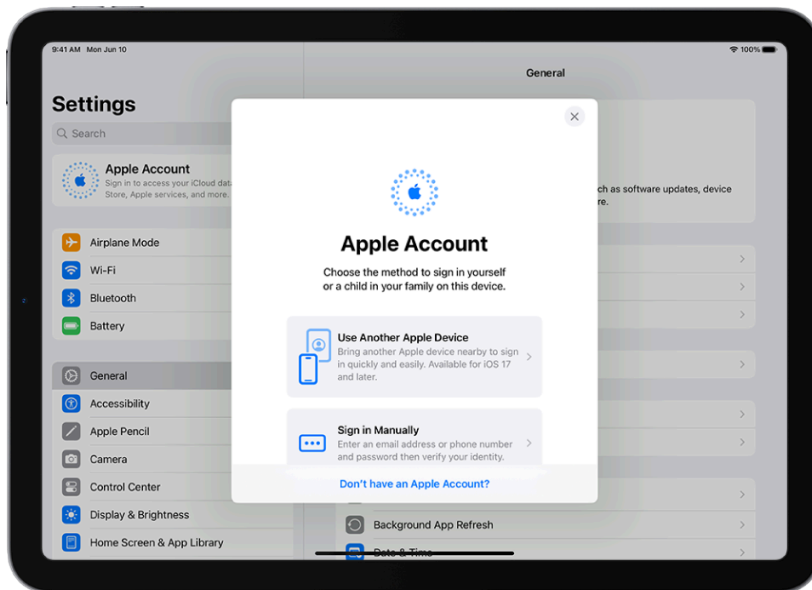 9:41 AM Mon Jun 10
100%
General
Settings
Search
Apple Account
Sign in to access your iCloud data
Store, Apple services, and more.
Airplane Mode
Wi-Fi
Bluetooth
Battery
General
Accessibility
Apple Pencil
Camera
Control Center
Display & Brightness
Home Screen & App Library
ch as software updates, device
re.
Background App Refresh
Date & Time
Apple Account
Choose the method to sign in yourself
or a child in your family on this device.
Use Another Apple Device
Bring another Apple device nearby to sign
in quickly and easily. Available for iOS 17
and later.
Sign in Manually
Enter an email address or phone number
and password then verify your identity.
Don't have an Apple Account?